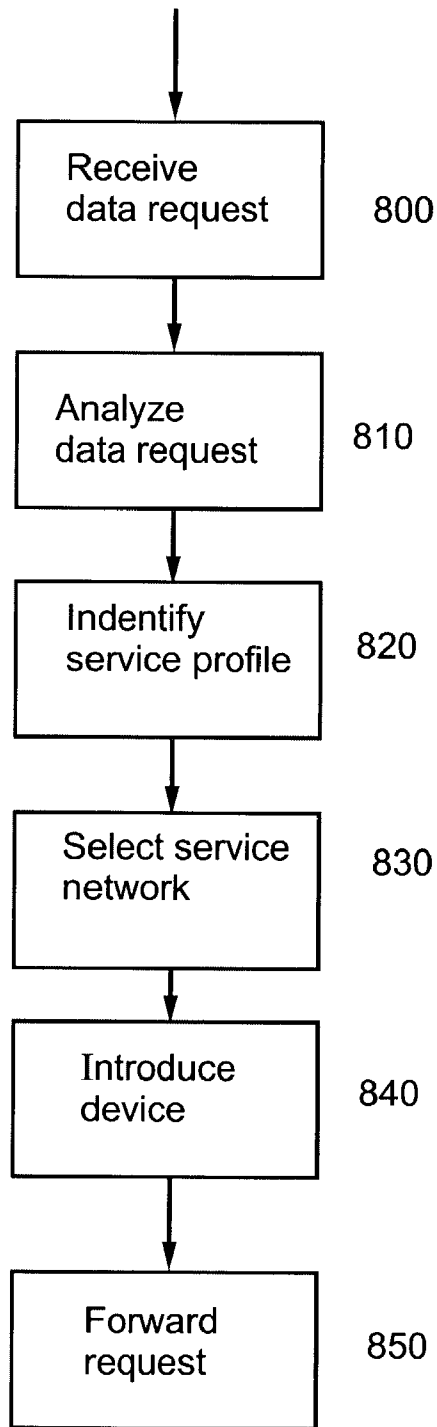 Receive
data request
800
Analyze
data request
810
Indentify
service profile
820
Select service
network
830
Introduce
device
840
Forward
request
850